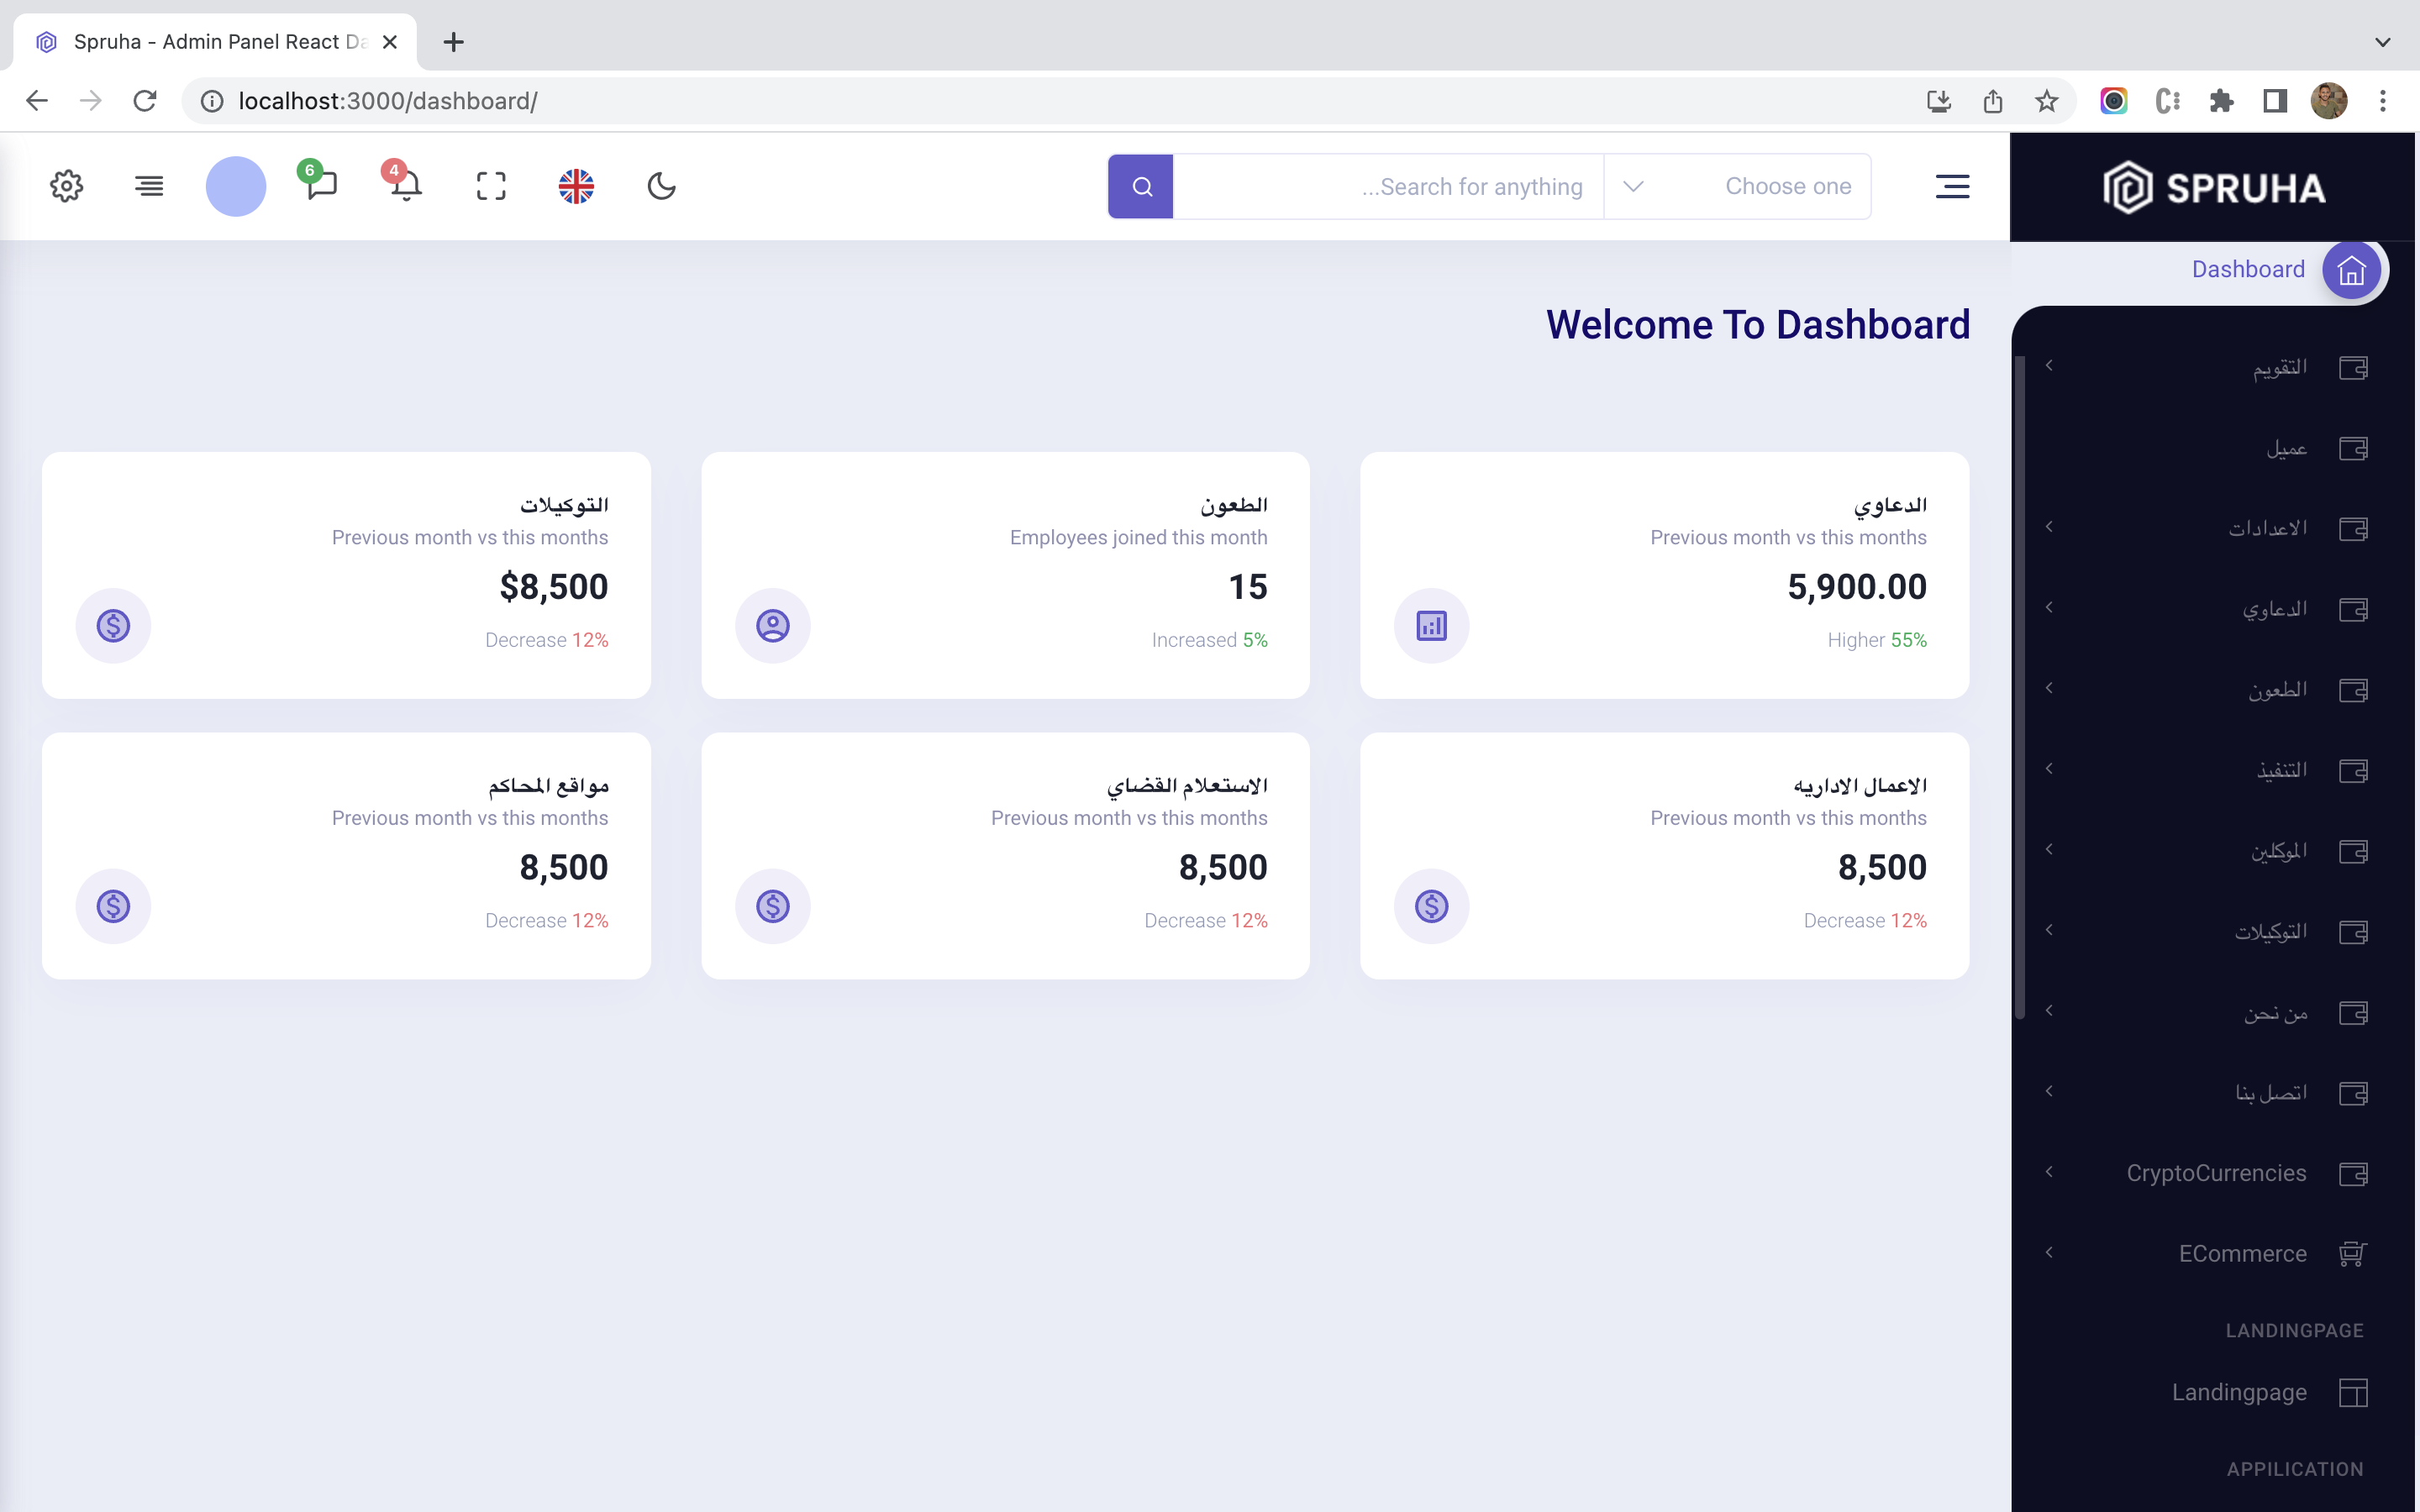 Spruha - Admin Panel React Da
localhost:3000/dashboard/
6
4
Search for anything...
Choose one
SPRUHA
Dashboard
Welcome To Dashboard
الدعاوي
Previous month vs this months
5,900.00
Higher 55%
الطعون
Employees joined this month
15
Increased 5%
التوكيلات
Previous month vs this months
$8,500
Decrease 12%
الاعمال الاداريه
Previous month vs this months
8,500
Decrease 12%
الاستعلام القضاي
Previous month vs this months
8,500
Decrease 12%
مواقع المحاكم
Previous month vs this months
8,500
Decrease 12%
التقويم
عميل
الاعدادات
الدعاوي
الطعون
التنفيذ
الموكلين
التوكيلات
من نحن
اتصل بنا
CryptoCurrencies
ECommerce
LANDINGPAGE
Landingpage
APPILICATION